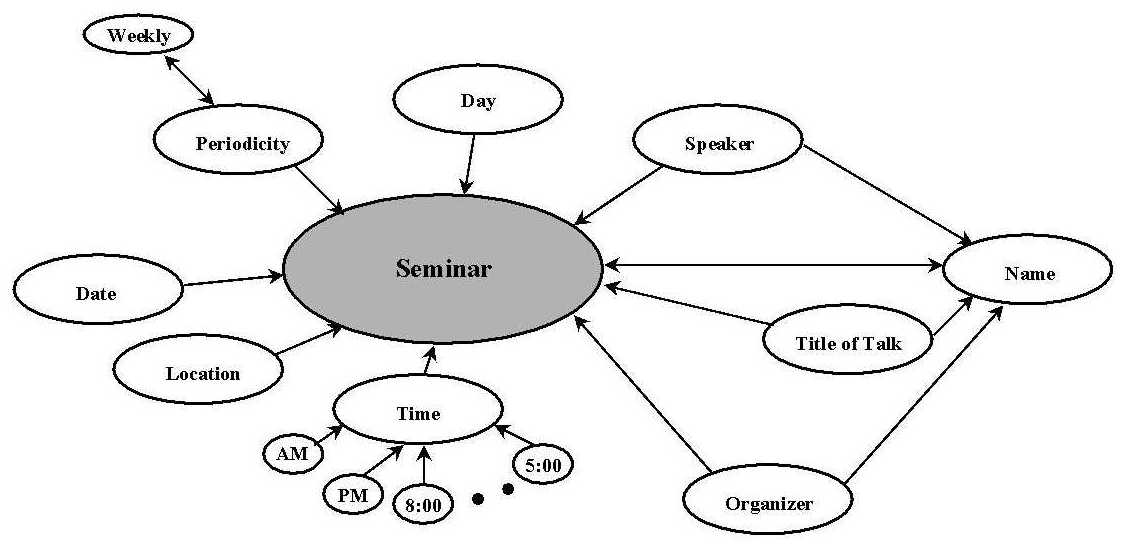 Weekly
Day
Periodicity
Speaker
Seminar
Name
Date
Title of Talk
Location
Time
AM
5:00
PM
8:00
Organizer